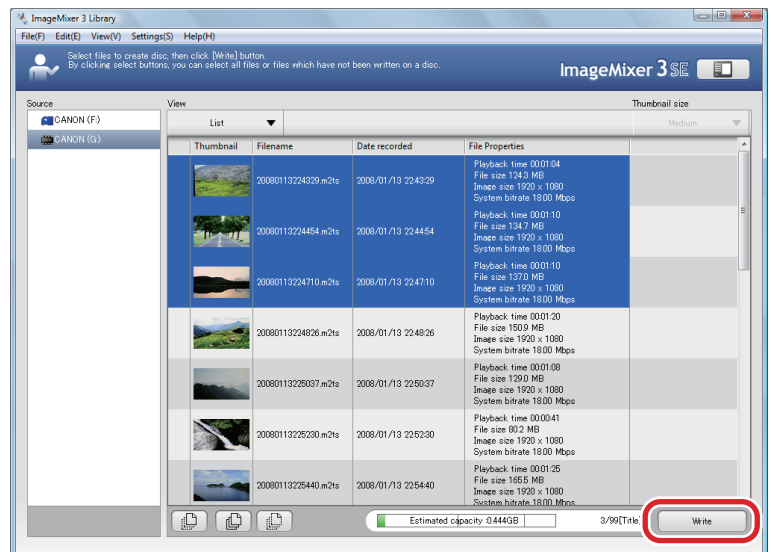 ImageMixer 3 Library
File(F) Edit(E) View(V) Settings(S) Help(H)
Select files to create disc, then click [Write] button.
By clicking select buttons, you can select all files or files which have not been written on a disc.
ImageMixer 3 SE
Source View Thumbnail size
CANON (F:) List Medium
CANON (G:)
Thumbnail Filename Date recorded File Properties
Playback time 00:01:04
20080113224329.m2ts 2008/01/13 22:43:29 File size 124.3 MB
Image size 1920 x 1080
System bitrate 18.00 Mbps
Playback time 00:01:10
20080113224454.m2ts 2008/01/13 22:44:54 File size 134.7 MB
Image size 1920 x 1080
System bitrate 18.00 Mbps
Playback time 00:01:10
20080113224710.m2ts 2008/01/13 22:47:10 File size 137.0 MB
Image size 1920 x 1080
System bitrate 18.00 Mbps
Playback time 00:01:20
20080113224826.m2ts 2008/01/13 22:48:26 File size 150.9 MB
Image size 1920 x 1080
System bitrate 18.00 Mbps
Playback time 00:01:08
20080113225037.m2ts 2008/01/13 22:50:37 File size 129.0 MB
Image size 1920 x 1080
System bitrate 18.00 Mbps
Playback time 00:00:41
20080113225230.m2ts 2008/01/13 22:52:30 File size 80.2 MB
Image size 1920 x 1080
System bitrate 18.00 Mbps
Playback time 00:01:25
20080113225440.m2ts 2008/01/13 22:54:40 File size 165.5 MB
Image size 1920 x 1080
System bitrate 18.00 Mbps
Estimated capacity :0.444GB 3/99[Title] Write